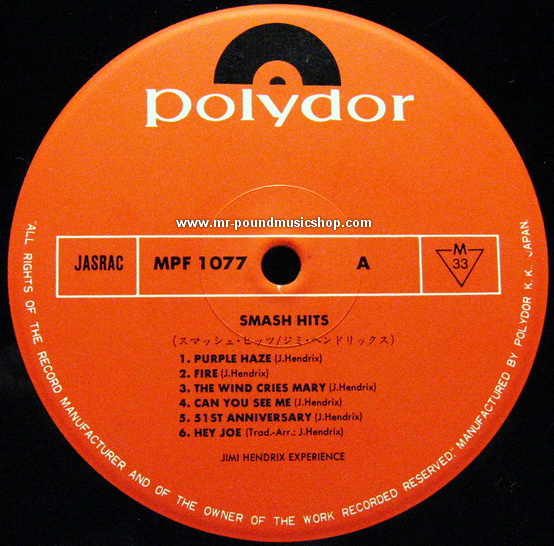 polydor
www.mr-poundmusicshop.com
JASRAC MPF 1077 A M 33
SMASH HITS
(スマッシュ・ヒッツ/ジミ・ヘンドリックス)
1. PURPLE HAZE (J.Hendrix)
2. FIRE (J.Hendrix)
3. THE WIND CRIES MARY (J.Hendrix)
4. CAN YOU SEE ME (J.Hendrix)
5. 51ST ANNIVERSARY (J.Hendrix)
6. HEY JOE (Trad.-Arr.: J.Hendrix)
JIMI HENDRIX EXPERIENCE
"ALL RIGHTS OF THE RECORD MANUFACTURER AND OF THE OWNER OF THE WORK RECORDED RESERVED" MANUFACTURED BY POLYDOR K.K. JAPAN